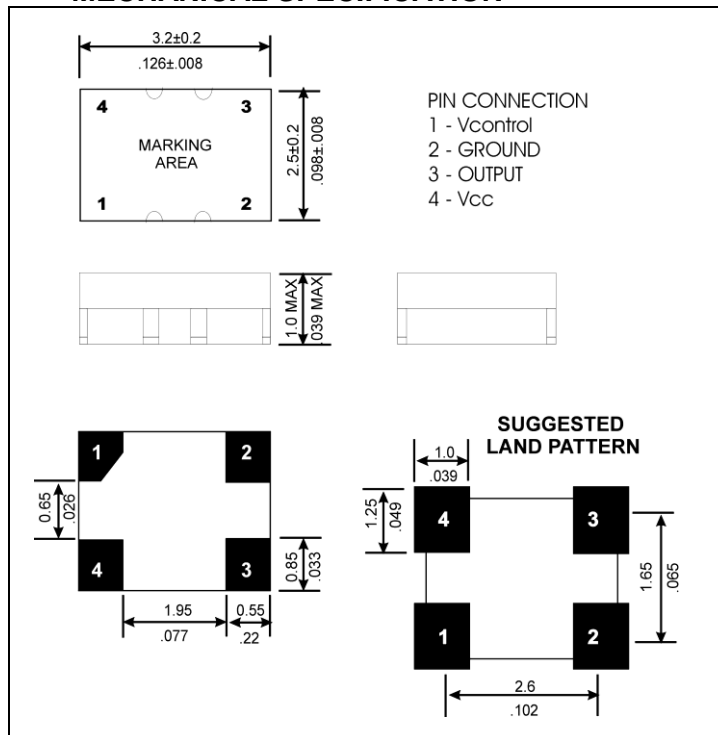 3.2±0.2
.126±.008
4 3
MARKING
AREA
1 2
2.5±0.2
.098±.008
PIN CONNECTION
1 - Vcontrol
2 - GROUND
3 - OUTPUT
4 - Vcc
1.0 MAX
.039 MAX
1 2
4 3
0.65
.026
0.85
.033
1.95
.077
0.55
.22
SUGGESTED
LAND PATTERN
1.0
.039
1.25
.049
4 3
1 2
1.65
.065
2.6
.102